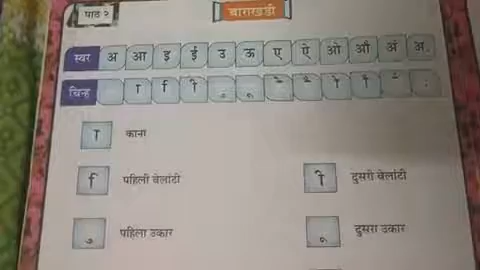 पाठ २
बाराखडी
स्वर अ आ इ ई उ ऊ ए ऐ ओ औ अं अः
चिन्ह ा ि ी ु ू े ै ो ौ ं ः
ा काना
ि पहिली वेलांटी ी दुसरी वेलांटी
ु पहिला उकार ू दुसरा उकार